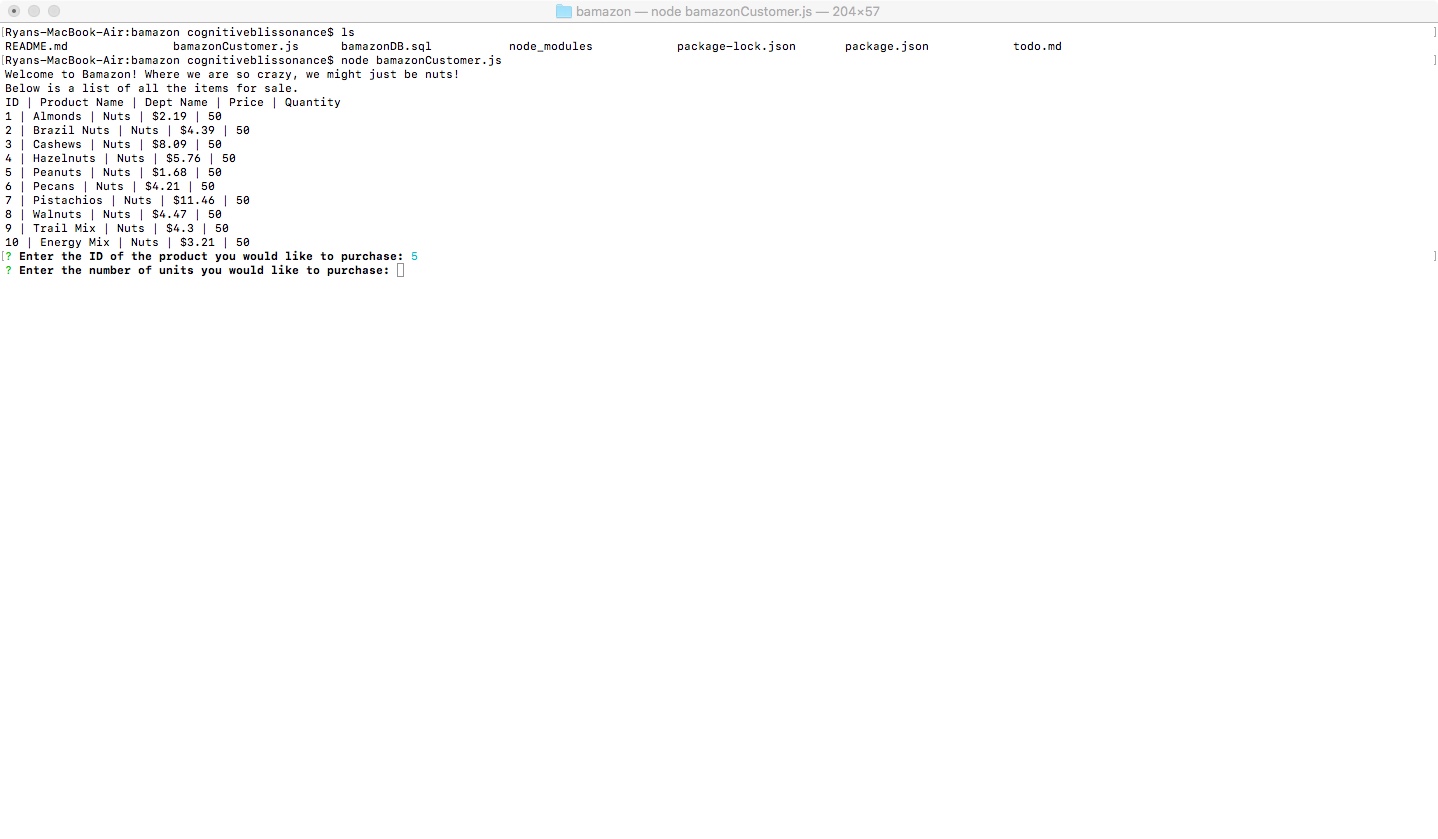 bamazon — node bamazonCustomer.js — 204×57
[Ryans-MacBook-Air:bamazon cognitiveblissonance$ ls ]
README.md bamazonCustomer.js bamazonDB.sql node_modules package-lock.json package.json todo.md
[Ryans-MacBook-Air:bamazon cognitiveblissonance$ node bamazonCustomer.js ]
Welcome to Bamazon! Where we are so crazy, we might just be nuts!
Below is a list of all the items for sale.
ID | Product Name | Dept Name | Price | Quantity
1 | Almonds | Nuts | $2.19 | 50
2 | Brazil Nuts | Nuts | $4.39 | 50
3 | Cashews | Nuts | $8.09 | 50
4 | Hazelnuts | Nuts | $5.76 | 50
5 | Peanuts | Nuts | $1.68 | 50
6 | Pecans | Nuts | $4.21 | 50
7 | Pistachios | Nuts | $11.46 | 50
8 | Walnuts | Nuts | $4.47 | 50
9 | Trail Mix | Nuts | $4.3 | 50
10 | Energy Mix | Nuts | $3.21 | 50
[? Enter the ID of the product you would like to purchase: 5 ]
? Enter the number of units you would like to purchase: